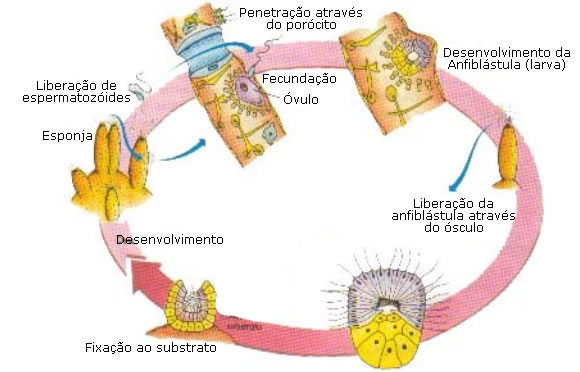 Penetração através
do porócito
Desenvolvimento da
Anfiblástula (larva)
Liberação de
espermatozóides
Fecundação
Óvulo
Esponja
Liberação da
anfiblástula através
do ósculo
Desenvolvimento
substrato
Fixação ao substrato